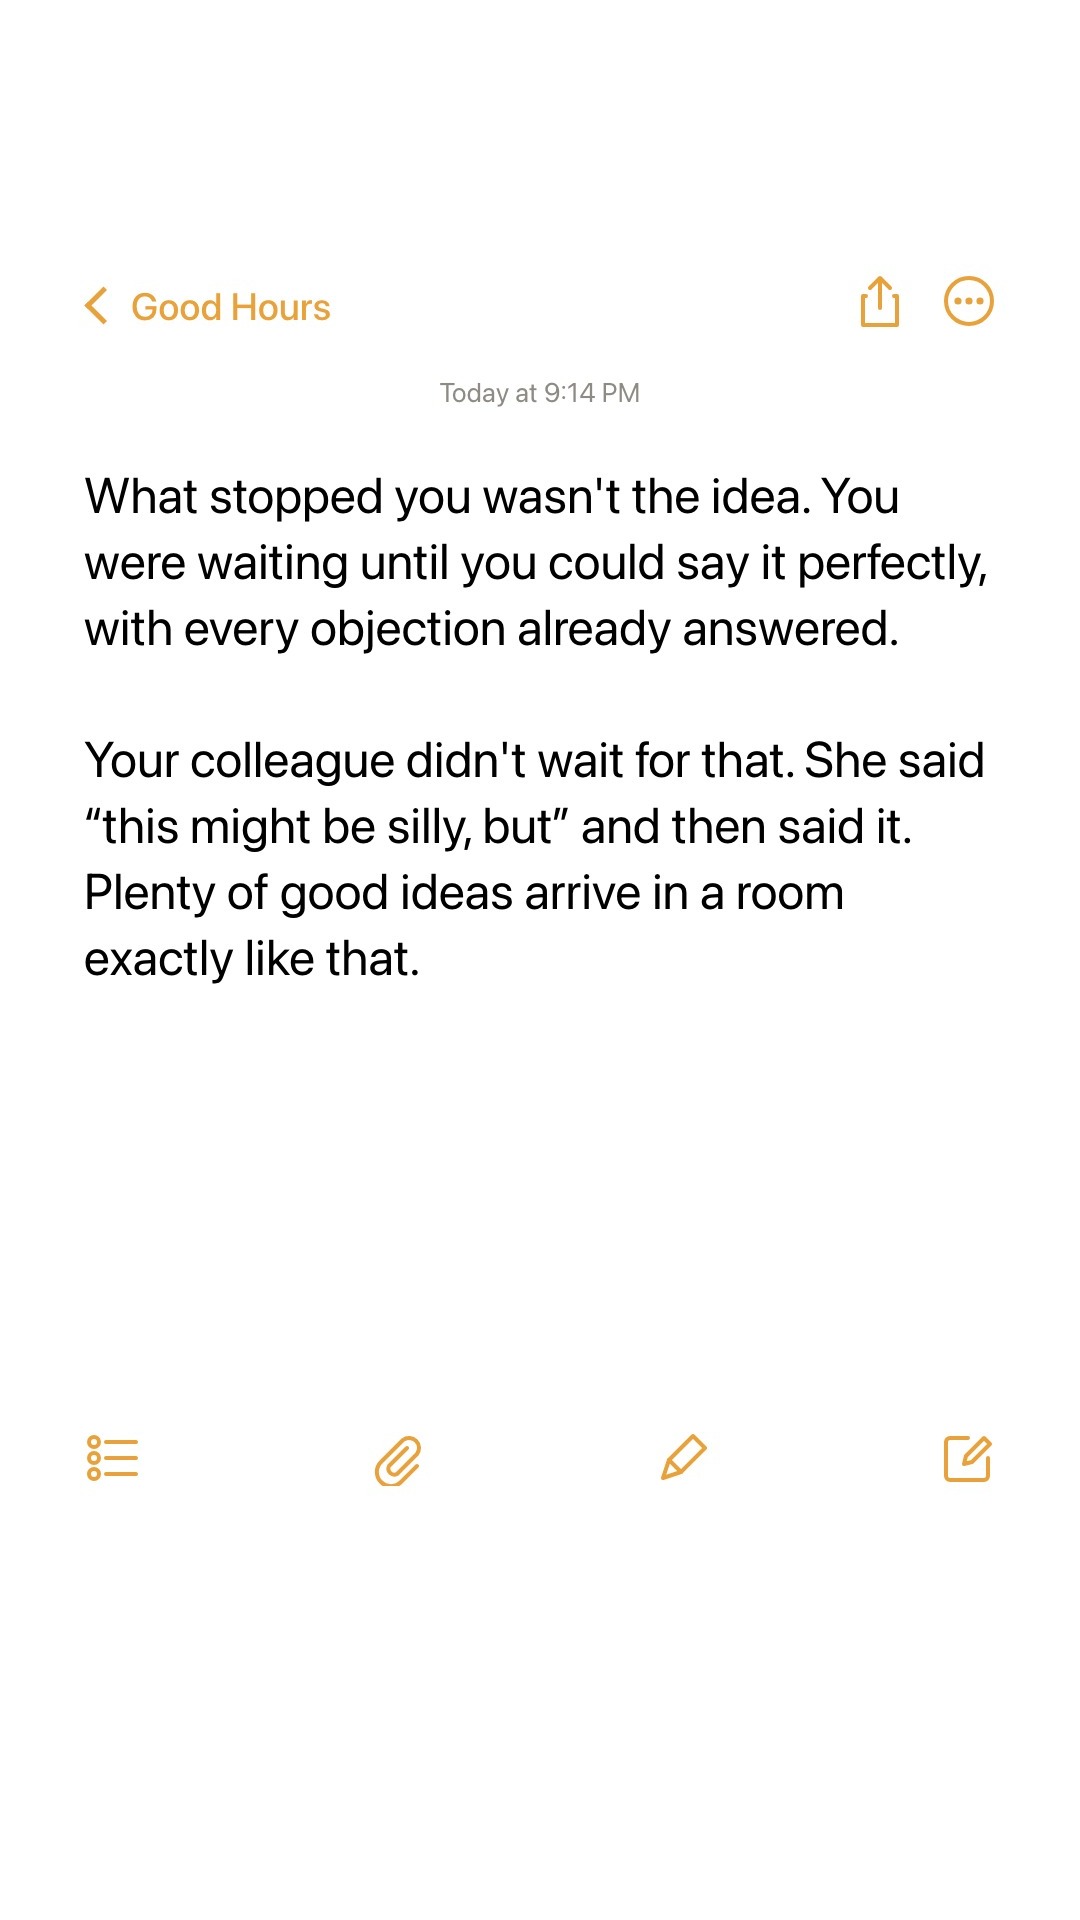 Good Hours
Today at 9:14 PM
What stopped you wasn't the idea. You
were waiting until you could say it perfectly,
with every objection already answered.
Your colleague didn't wait for that. She said
“this might be silly, but” and then said it.
Plenty of good ideas arrive in a room
exactly like that.